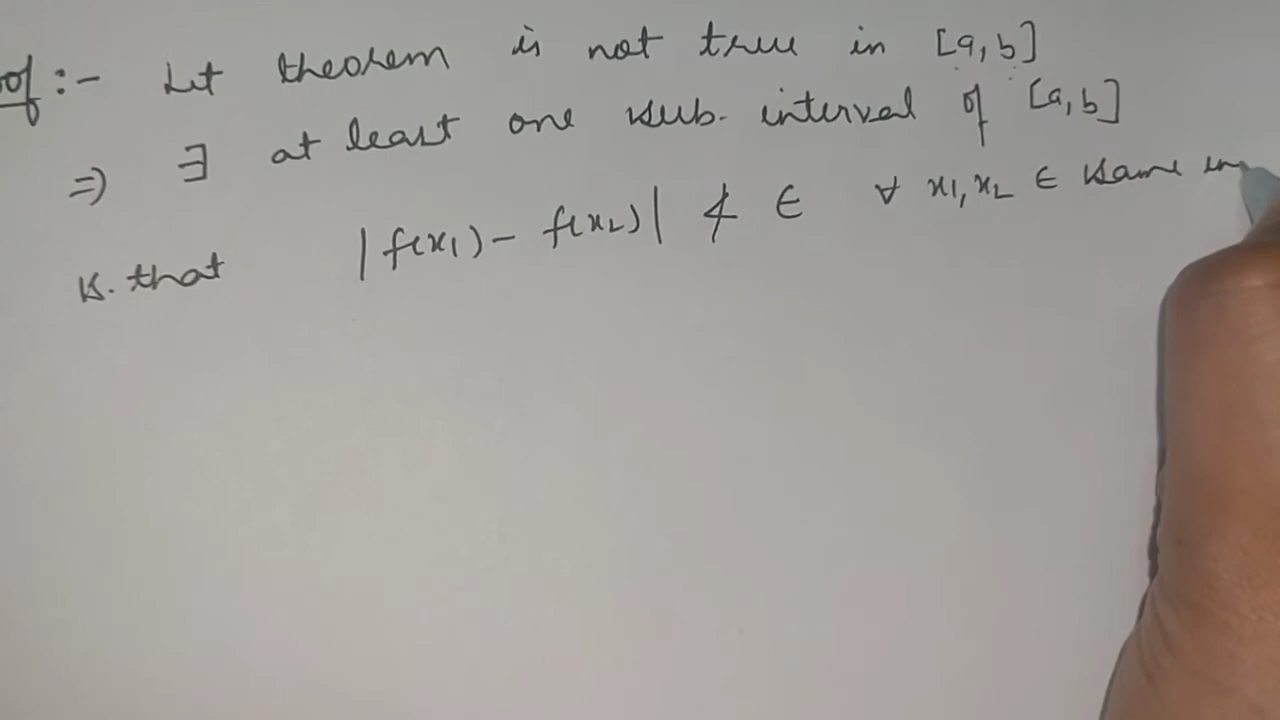 of :- Let theorem is not true in [a, b]
⇒ ∃ at least one sub. interval of [a, b]
s. that |f(x1) - f(x2)| ≮ ∈ ∀ x1, x2 ∈ same in